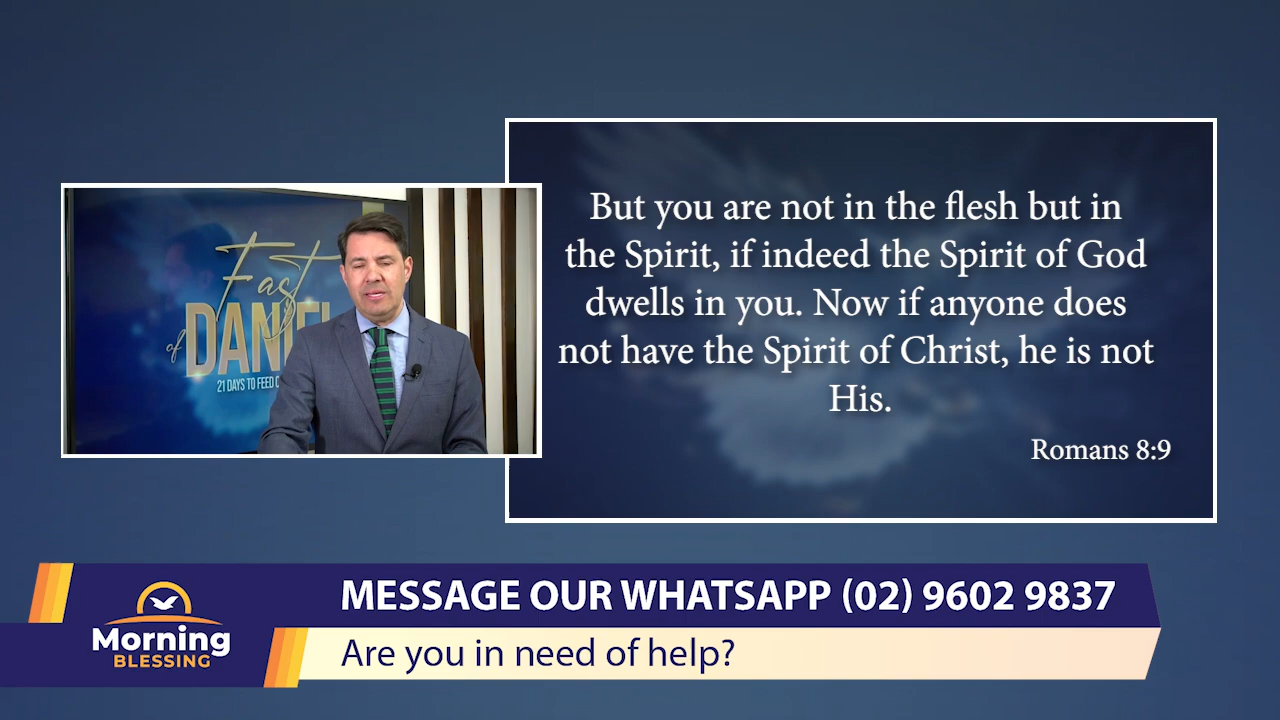 Fast
of DANIEL
21 DAYS TO FEED
But you are not in the flesh but in
the Spirit, if indeed the Spirit of God
dwells in you. Now if anyone does
not have the Spirit of Christ, he is not
His.
Romans 8:9
MESSAGE OUR WHATSAPP (02) 9602 9837
Morning
BLESSING
Are you in need of help?